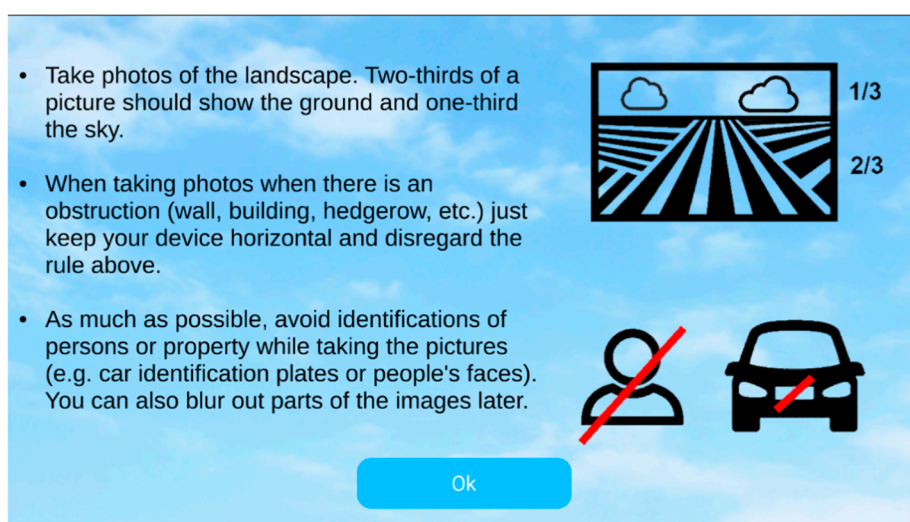 • Take photos of the landscape. Two-thirds of a
picture should show the ground and one-third
the sky.
• When taking photos when there is an
obstruction (wall, building, hedgerow, etc.) just
keep your device horizontal and disregard the
rule above.
• As much as possible, avoid identifications of
persons or property while taking the pictures
(e.g. car identification plates or people's faces).
You can also blur out parts of the images later.
1/3
2/3
Ok